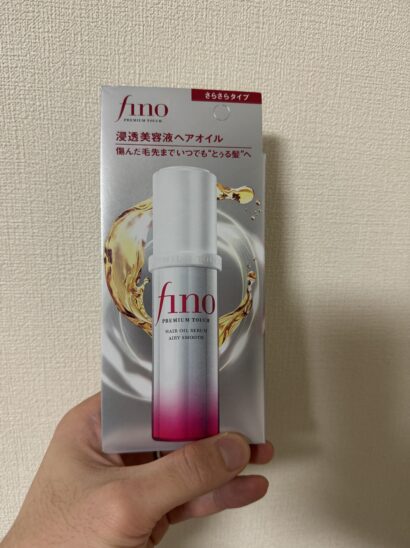 さらさらタイプ
fino
PREMIUM TOUCH
浸透美容液ヘアオイル
傷んだ毛先までいつでも"とぅる髪"へ
fino
PREMIUM TOUCH
HAIR OIL SERUM
AIRY SMOOTH